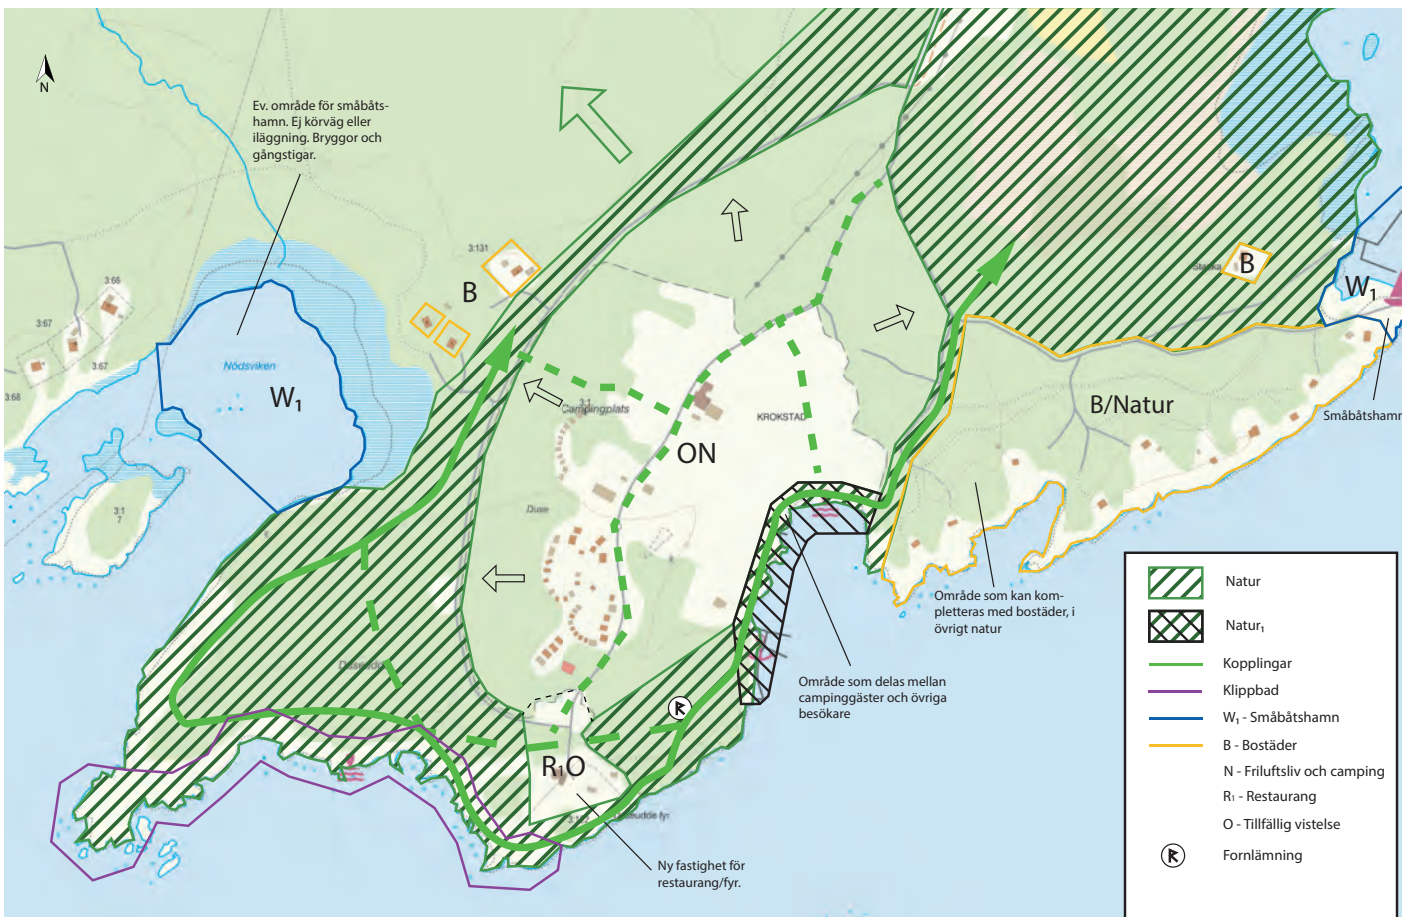 N
Ev. område för småbåts-
hamn. Ej körväg eller
iläggning. Bryggor och
gångstigar.
3:131
B
3:66
3:67
3:67
3:68
Nödsviken
W₁
B
W₁
Småbåtshamn
B/Natur
3:1
Campingplats
KROKSTAD
ON
Duse
3:1
7
Område som kan kom-
pletteras med bostäder, i
övrigt natur
Område som delas mellan
campinggäster och övriga
besökare
R
R₁O
Ny fastighet för
restaurang/fyr.
Natur
Natur₁
Kopplingar
Klippbad
W₁ - Småbåtshamn
B - Bostäder
N - Friluftsliv och camping
R₁ - Restaurang
O - Tillfällig vistelse
R
Fornlämning